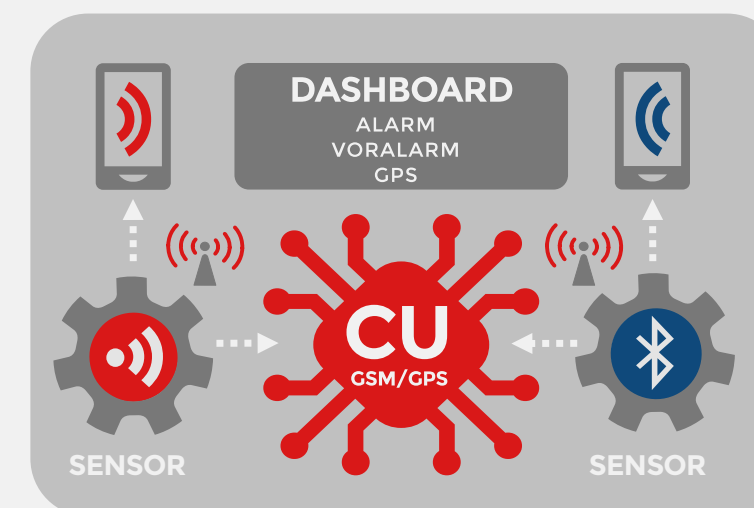 DASHBOARD
ALARM
VORALARM
GPS
CU
GSM/GPS
SENSOR
SENSOR